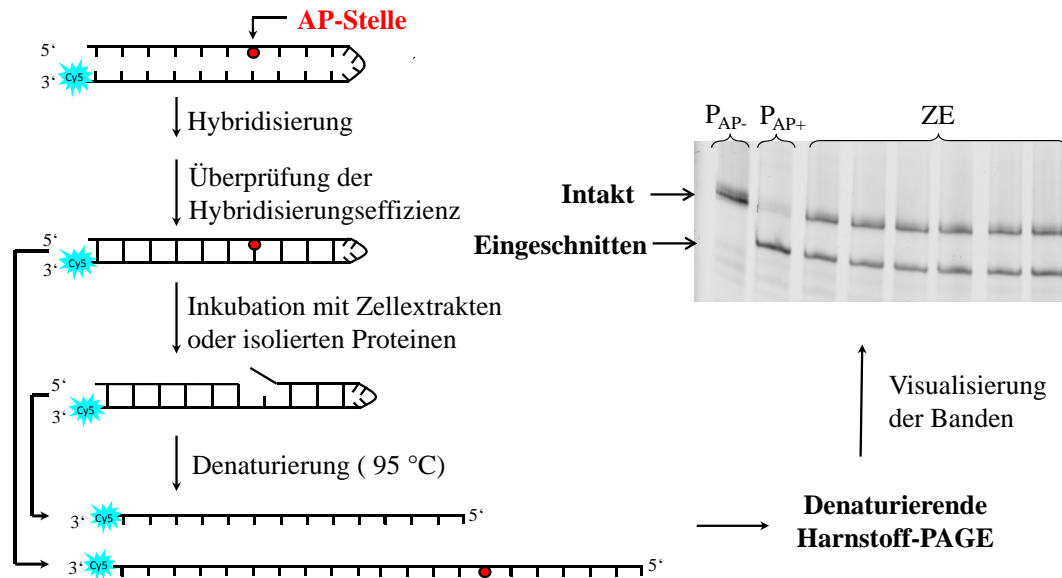 AP-Stelle
5‘
3‘
Cy5
Hybridisierung
Überprüfung der
Hybridisierungseffizienz
5‘
3‘
Cy5
Inkubation mit Zellextrakten
oder isolierten Proteinen
5‘
3‘
Cy5
Denaturierung ( 95 °C)
3‘
Cy5
5‘
3‘
Cy5
5‘
Denaturierende
Harnstoff-PAGE
Visualisierung
der Banden
P_AP- P_AP+ ZE
Intakt
Eingeschnitten